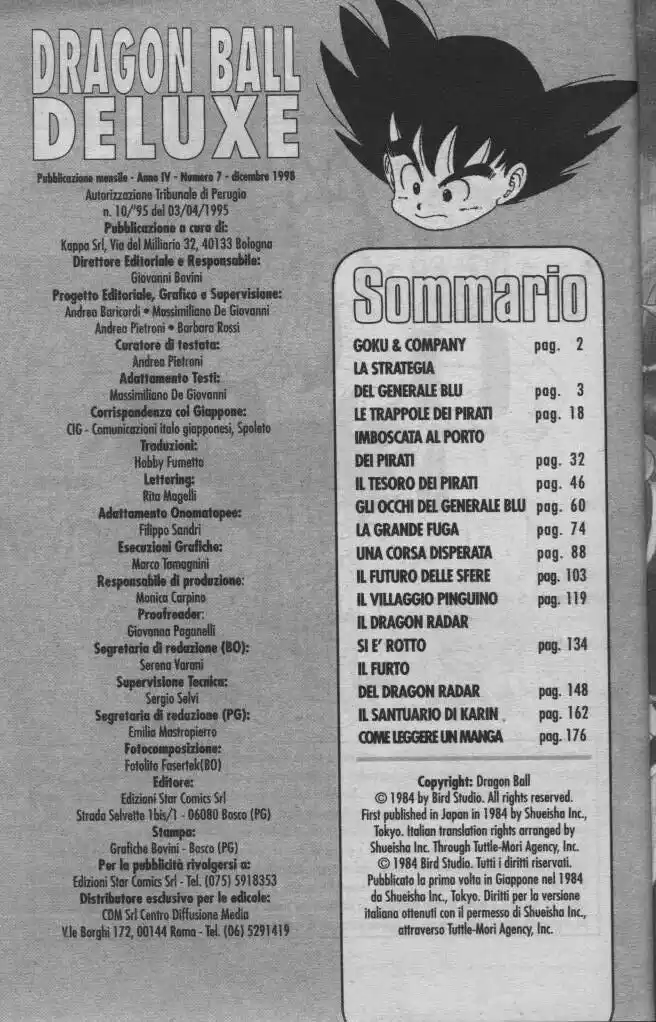 DRAGON BALL
DELUXE
Pubblicazione mensile - Anno IV - Numero 7 - dicembre 1998
Autorizzazione Tribunale di Perugia
n. 10/'95 del 03/04/1995
Pubblicazione a cura di:
Kappa Srl, Via del Milliario 32, 40133 Bologna
Direttore Editoriale e Responsabile:
Giovanni Bovini
Progetto Editoriale, Grafico e Supervisione:
Andrea Baricordi • Massimiliano De Giovanni
Andrea Pietroni • Barbara Rossi
Curatore di testata:
Andrea Pietroni
Adattamento Testi:
Massimiliano De Giovanni
Corrispondenza col Giappone:
CIG - Comunicazioni italo giapponesi, Spoleto
Traduzioni:
Hobby Fumetto
Lettering:
Rita Magelli
Adattamento Onomatopee:
Filippo Sandri
Esecuzioni Grafiche:
Marco Tamagnini
Responsabile di produzione:
Monica Carpino
Proofreader:
Giovanna Paganelli
Segretaria di redazione (BO):
Serena Varani
Supervisione Tecnica:
Sergio Selvi
Segretaria di redazione (PG):
Emilia Mastropierro
Fotocomposizione:
Fotolito Fasertek(BO)
Editore:
Edizioni Star Comics Srl
Strada Selvette 1bis/1 - 06080 Bosco (PG)
Stampa:
Grafiche Bovini - Bosco (PG)
Per la pubblicità rivolgersi a:
Edizioni Star Comics Srl - Tel. (075) 5918353
Distributore esclusivo per le edicole:
CDM Srl Centro Diffusione Media
V.le Borghi 172, 00144 Roma - Tel. (06) 5291419
Sommario
GOKU & COMPANY pag. 2
LA STRATEGIA
DEL GENERALE BLU pag. 3
LE TRAPPOLE DEI PIRATI pag. 18
IMBOSCATA AL PORTO
DEI PIRATI pag. 32
IL TESORO DEI PIRATI pag. 46
GLI OCCHI DEL GENERALE BLU pag. 60
LA GRANDE FUGA pag. 74
UNA CORSA DISPERATA pag. 88
IL FUTURO DELLE SFERE pag. 103
IL VILLAGGIO PINGUINO pag. 119
IL DRAGON RADAR
SI E' ROTTO pag. 134
IL FURTO
DEL DRAGON RADAR pag. 148
IL SANTUARIO DI KARIN pag. 162
COME LEGGERE UN MANGA pag. 176
Copyright: Dragon Ball
© 1984 by Bird Studio. All rights reserved.
First published in Japan in 1984 by Shueisha Inc.,
Tokyo. Italian translation rights arranged by
Shueisha Inc. Through Tuttle-Mori Agency, Inc.
© 1984 Bird Studio. Tutti i diritti riservati.
Pubblicato la prima volta in Giappone nel 1984
da Shueisha Inc., Tokyo. Diritti per la versione
italiana ottenuti con il permesso di Shueisha Inc.,
attraverso Tuttle-Mori Agency, Inc.